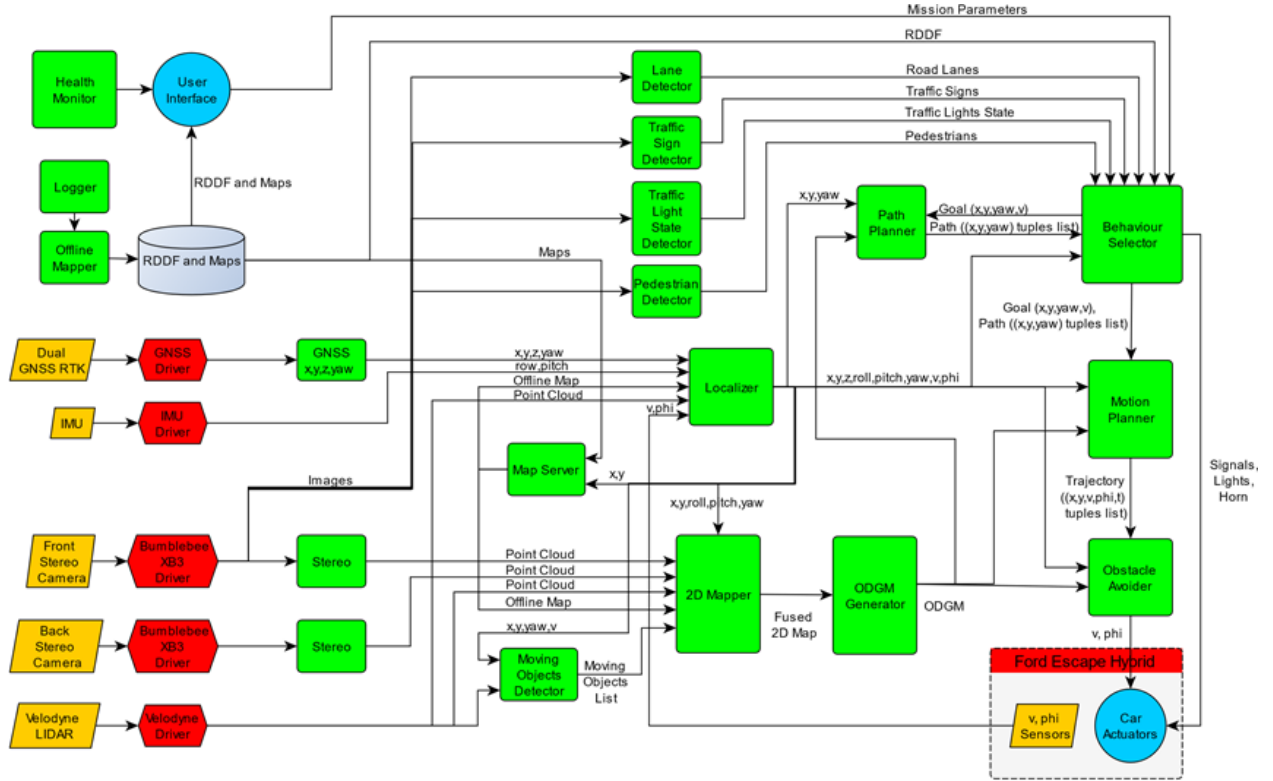 Mission Parameters
RDDF
Health
Monitor
User
Interface
Lane
Detector
Road Lanes
Traffic Signs
Traffic
Sign
Detector
Traffic Lights State
Pedestrians
Logger
RDDF and Maps
Traffic
Light
State
Detector
x,y,yaw
Path
Planner
Goal (x,y,yaw,v)
Path ((x,y,yaw) tuples list)
Behaviour
Selector
Offline
Mapper
RDDF and Maps
Maps
Pedestrian
Detector
Goal (x,y,yaw,v),
Path ((x,y,yaw) tuples list)
Dual
GNSS RTK
GNSS
Driver
GNSS
x,y,z,yaw
x,y,z,yaw
row,pitch
Offline Map
Point Cloud
v,phi
Localizer
x,y,z,roll,pitch,yaw,v,phi
Motion
Planner
IMU
IMU
Driver
Map Server
x,y
Images
x,y,roll,pitch,yaw
Trajectory
((x,y,v,phi,t)
tuples list)
Signals,
Lights,
Horn
Front
Stereo
Camera
Bumblebee
XB3
Driver
Stereo
Point Cloud
Point Cloud
Point Cloud
Offline Map
2D Mapper
Fused
2D Map
ODGM
Generator
ODGM
Obstacle
Avoider
Back
Stereo
Camera
Bumblebee
XB3
Driver
Stereo
x,y,yaw,v
Moving
Objects
Detector
Moving
Objects
List
v, phi
Ford Escape Hybrid
Velodyne
LIDAR
Velodyne
Driver
v, phi
Sensors
Car
Actuators